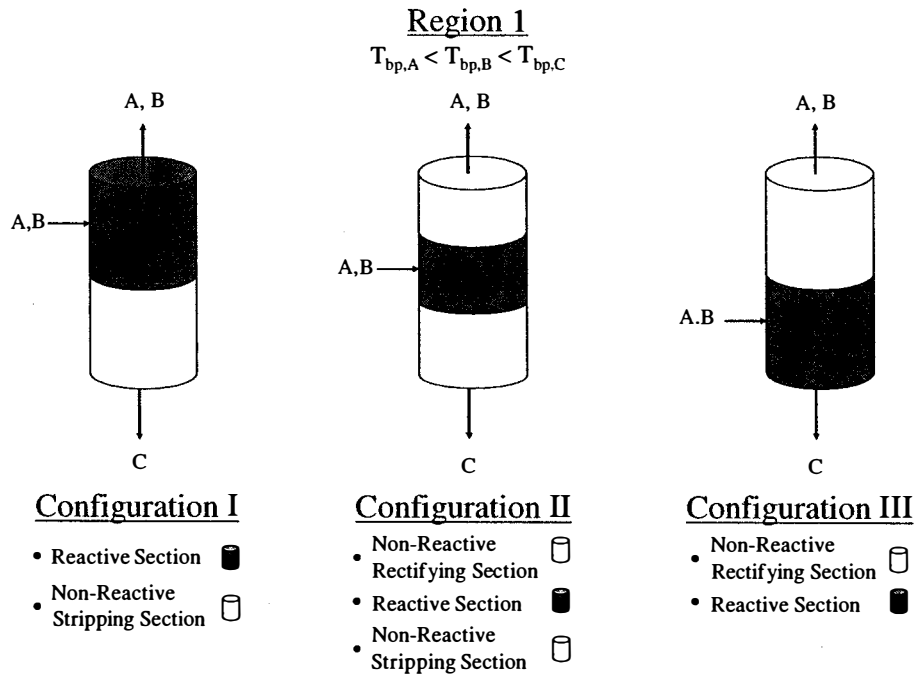 Region 1
T_bp,A < T_bp,B < T_bp,C
A, B
A, B
A, B
A,B
A,B
A.B
C
C
C
Configuration I
• Reactive Section
• Non-Reactive
Stripping Section
Configuration II
• Non-Reactive
Rectifying Section
• Reactive Section
• Non-Reactive
Stripping Section
Configuration III
• Non-Reactive
Rectifying Section
• Reactive Section